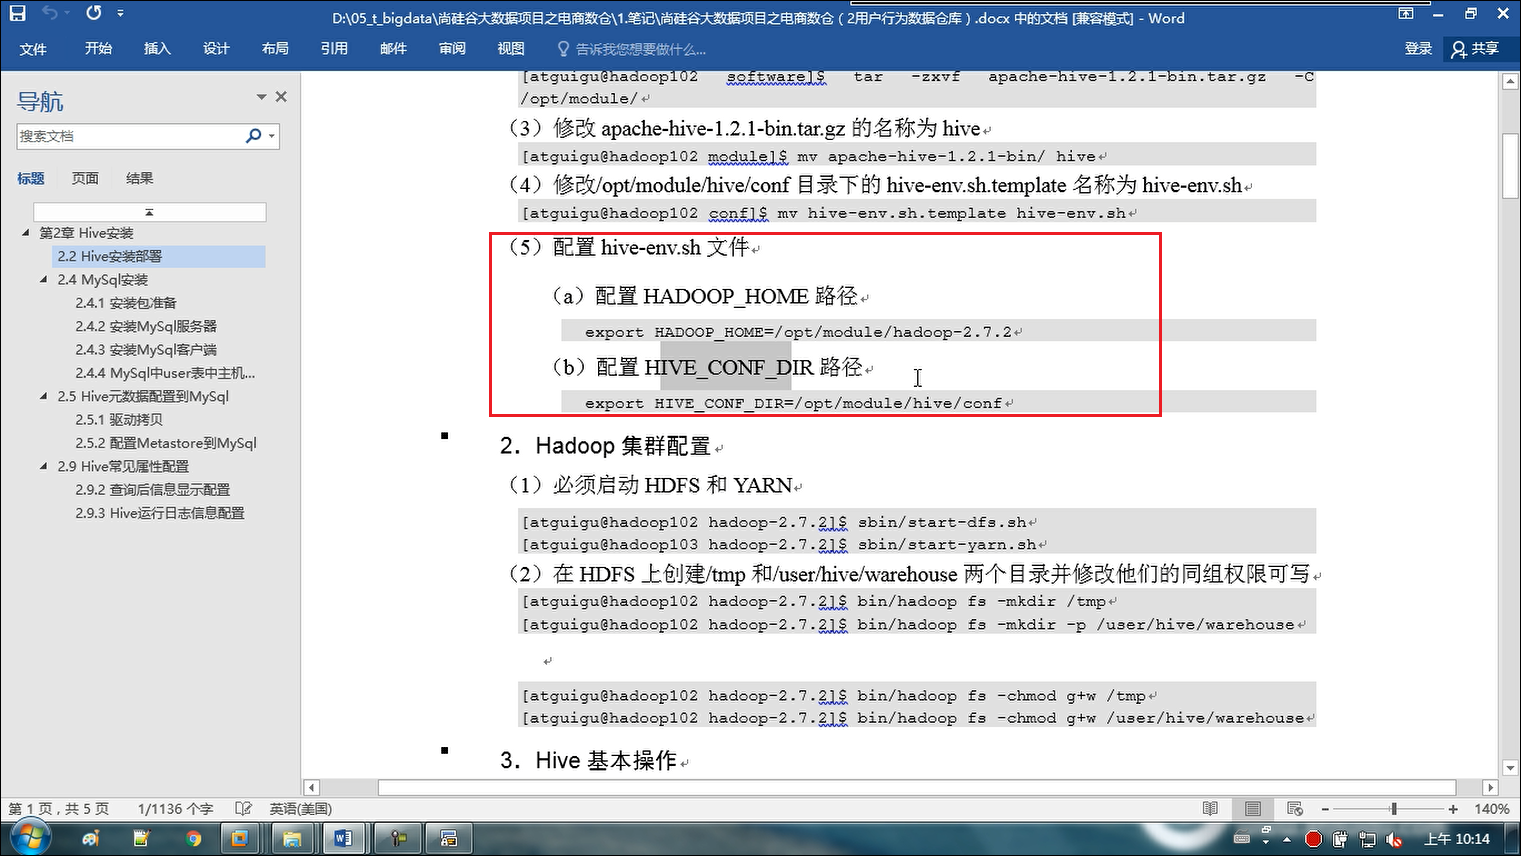 D:\05_t_bigdata\尚硅谷大数据项目之电商数仓\1.笔记\尚硅谷大数据项目之电商数仓（2用户行为数据仓库）.docx 中的文档 [兼容模式] - Word
文件 开始 插入 设计 布局 引用 邮件 审阅 视图 告诉我您想要做什么... 登录 共享
导航
搜索文档
标题 页面 结果
第2章 Hive安装
2.2 Hive安装部署
2.4 MySql安装
2.4.1 安装包准备
2.4.2 安装MySql服务器
2.4.3 安装MySql客户端
2.4.4 MySql中user表中主机...
2.5 Hive元数据配置到MySql
2.5.1 驱动拷贝
2.5.2 配置Metastore到MySql
2.9 Hive常见属性配置
2.9.2 查询后信息显示配置
2.9.3 Hive运行日志信息配置
[atguigu@hadoop102 software]$ tar -zxvf apache-hive-1.2.1-bin.tar.gz -C
/opt/module/
（3）修改 apache-hive-1.2.1-bin.tar.gz 的名称为 hive
[atguigu@hadoop102 module]$ mv apache-hive-1.2.1-bin/ hive
（4）修改/opt/module/hive/conf 目录下的 hive-env.sh.template 名称为 hive-env.sh
[atguigu@hadoop102 conf]$ mv hive-env.sh.template hive-env.sh
（5）配置 hive-env.sh 文件
（a）配置 HADOOP_HOME 路径
export HADOOP_HOME=/opt/module/hadoop-2.7.2
（b）配置 HIVE_CONF_DIR 路径
export HIVE_CONF_DIR=/opt/module/hive/conf
2．Hadoop 集群配置
（1）必须启动 HDFS 和 YARN
[atguigu@hadoop102 hadoop-2.7.2]$ sbin/start-dfs.sh
[atguigu@hadoop103 hadoop-2.7.2]$ sbin/start-yarn.sh
（2）在 HDFS 上创建/tmp 和/user/hive/warehouse 两个目录并修改他们的同组权限可写
[atguigu@hadoop102 hadoop-2.7.2]$ bin/hadoop fs -mkdir /tmp
[atguigu@hadoop102 hadoop-2.7.2]$ bin/hadoop fs -mkdir -p /user/hive/warehouse
[atguigu@hadoop102 hadoop-2.7.2]$ bin/hadoop fs -chmod g+w /tmp
[atguigu@hadoop102 hadoop-2.7.2]$ bin/hadoop fs -chmod g+w /user/hive/warehouse
3．Hive 基本操作
第 1 页，共 5 页 1/1136 个字 英语(美国) 140%
上午 10:14